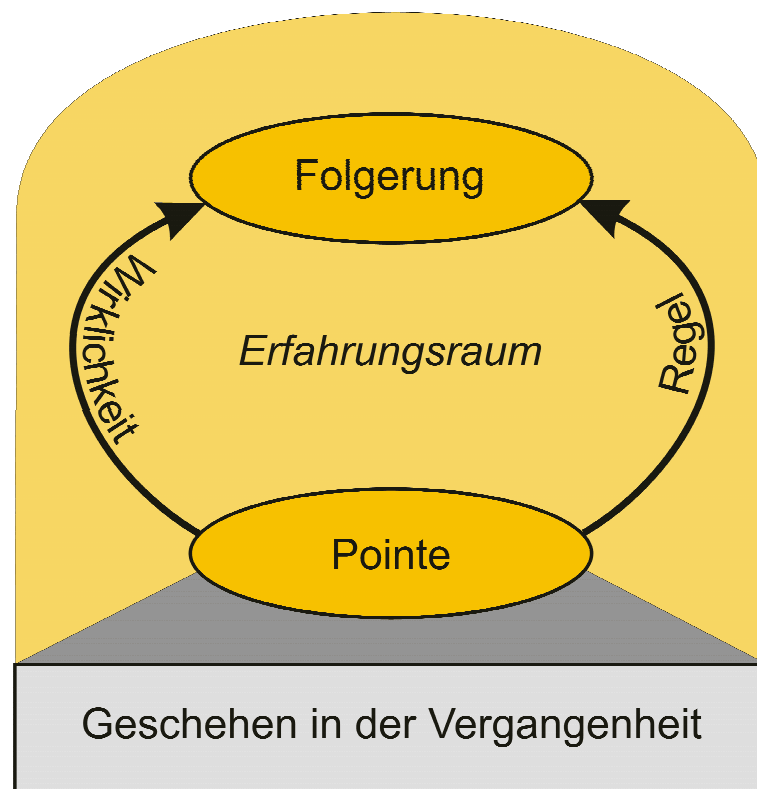 Folgerung
Wirklichkeit
Erfahrungsraum
Regel
Pointe
Geschehen in der Vergangenheit